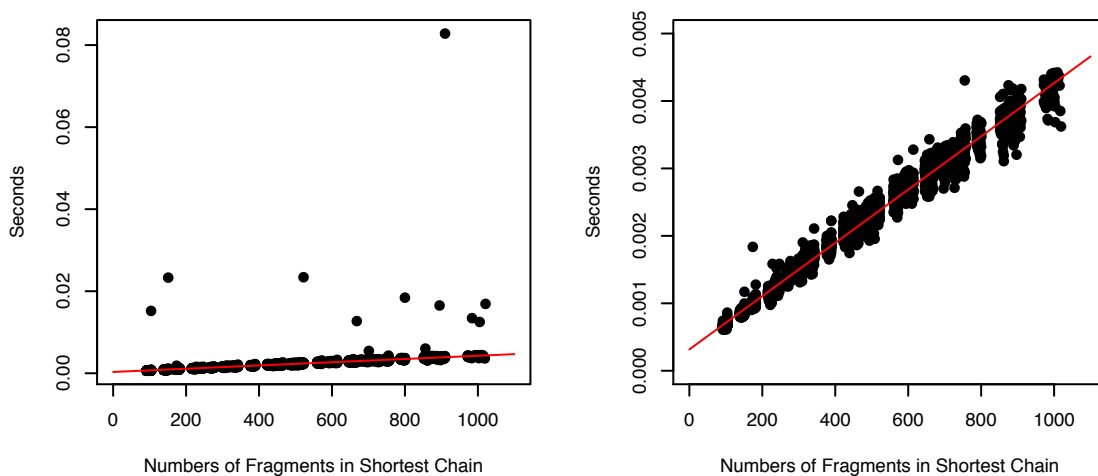 0.00 0.02 0.04 0.06 0.08
Seconds
0 200 400 600 800 1000
Numbers of Fragments in Shortest Chain
0.000 0.001 0.002 0.003 0.004 0.005
Seconds
0 200 400 600 800 1000
Numbers of Fragments in Shortest Chain